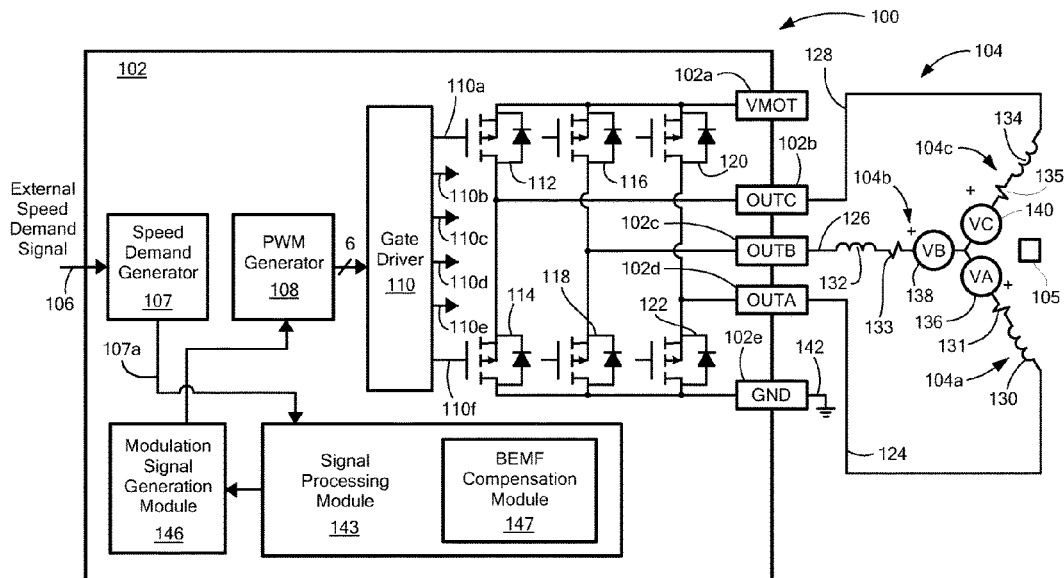 100
102
102a
VMOT
128
104
110a
134
102b
104c
135
120
External
Speed
Demand
Signal
112
116
104b
OUTC
+
VC
140
110b
102c
126
+
Speed
Demand
Generator
107
PWM
Generator
108
6
Gate
Driver
110
110c
OUTB
VB
110d
102d
132
138
VA
+
105
106
114
118
122
OUTA
133
136
110e
131
107a
102e
142
104a
110f
GND
130
Modulation
Signal
Generation
Module
146
Signal
Processing
Module
143
BEMF
Compensation
Module
147
124